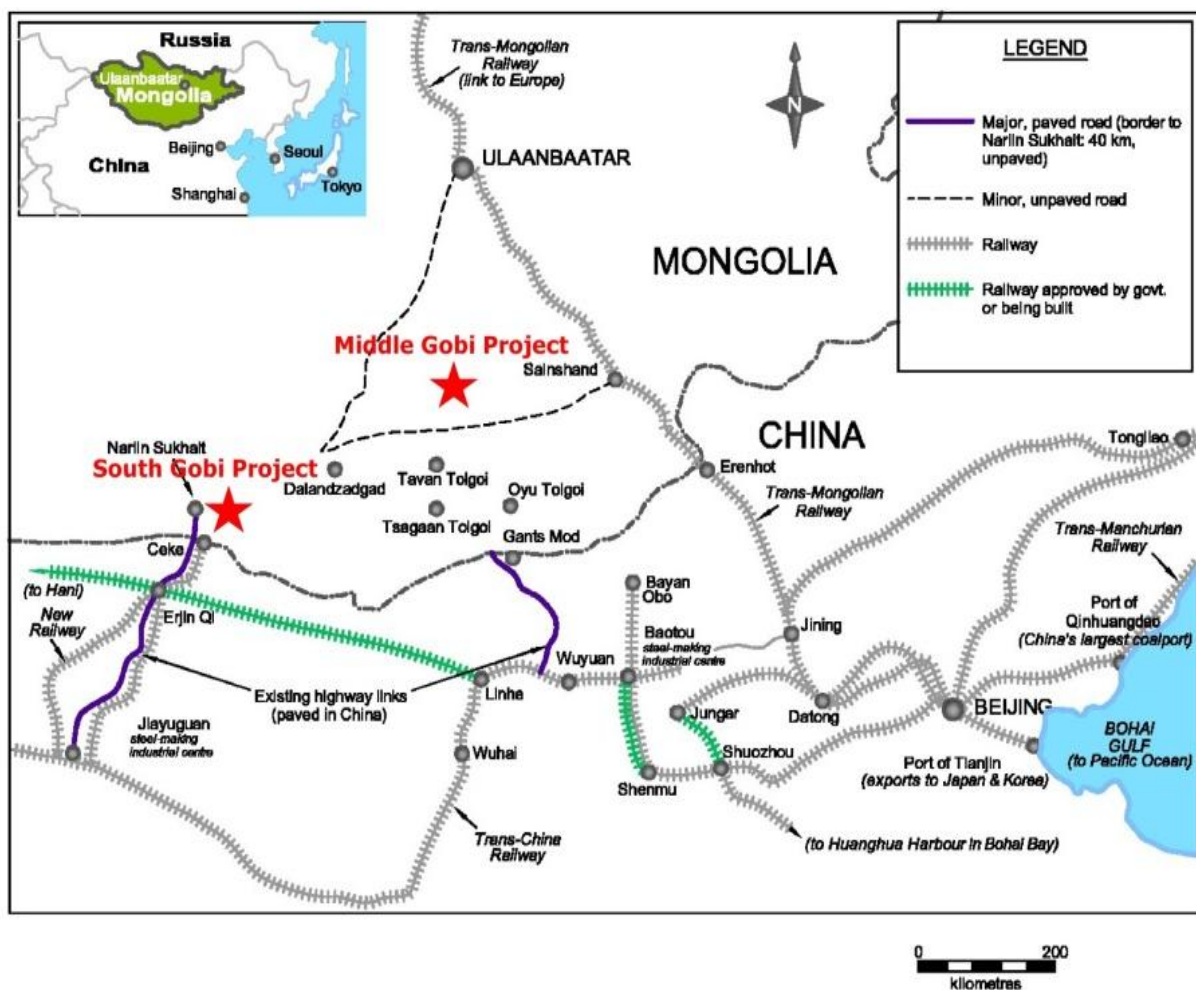 Russia
Ulaanbaatar
Mongolia
China
Beijing
Seoul
Tokyo
Shanghai
Trans-Mongolian
Railway
(link to Europe)
N
ULAANBAATAR
MONGOLIA
LEGEND
Major, paved road (border to
Nariin Sukhait: 40 km,
unpaved)
Minor, unpaved road
Railway
Railway approved by govt.
or being built
Middle Gobi Project
Sainshand
CHINA
Nariin Sukhait
South Gobi Project
Dalandzadgad
Tavan Tolgoi
Tsagaan Tolgoi
Oyu Tolgoi
Gants Mod
Erenhot
Trans-Mongolian
Railway
Tongliao
Trans-Manchurian
Railway
Ceke
(to Hani)
New
Railway
Erjin Qi
Existing highway links
(paved in China)
Jiayuguan
steel-making
industrial centre
Linhe
Wuyuan
Wuhai
Trans-China
Railway
Bayan
Obo
Baotou
steel-making
industrial centre
Jining
Jungar
Datong
Shenmu
Shuozhou
(to Huanghua Harbour in Bohai Bay)
Port of
Qinhuangdao
(China's largest coalport)
BEIJING
Port of Tianjin
(exports to Japan & Korea)
BOHAI
GULF
(to Pacific Ocean)
0 200
kilometres